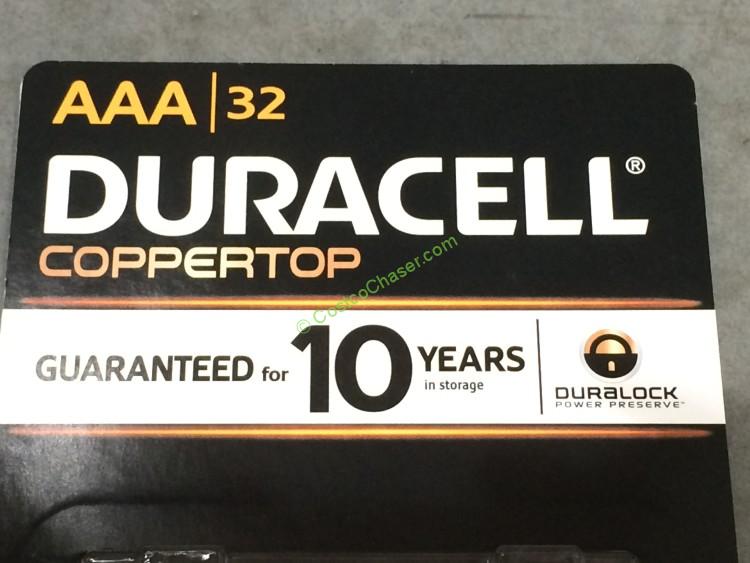 AAA | 32
DURACELL®
COPPERTOP
© CostcoChaser.com
GUARANTEED for 10 YEARS
in storage
DURALOCK
POWER PRESERVE™